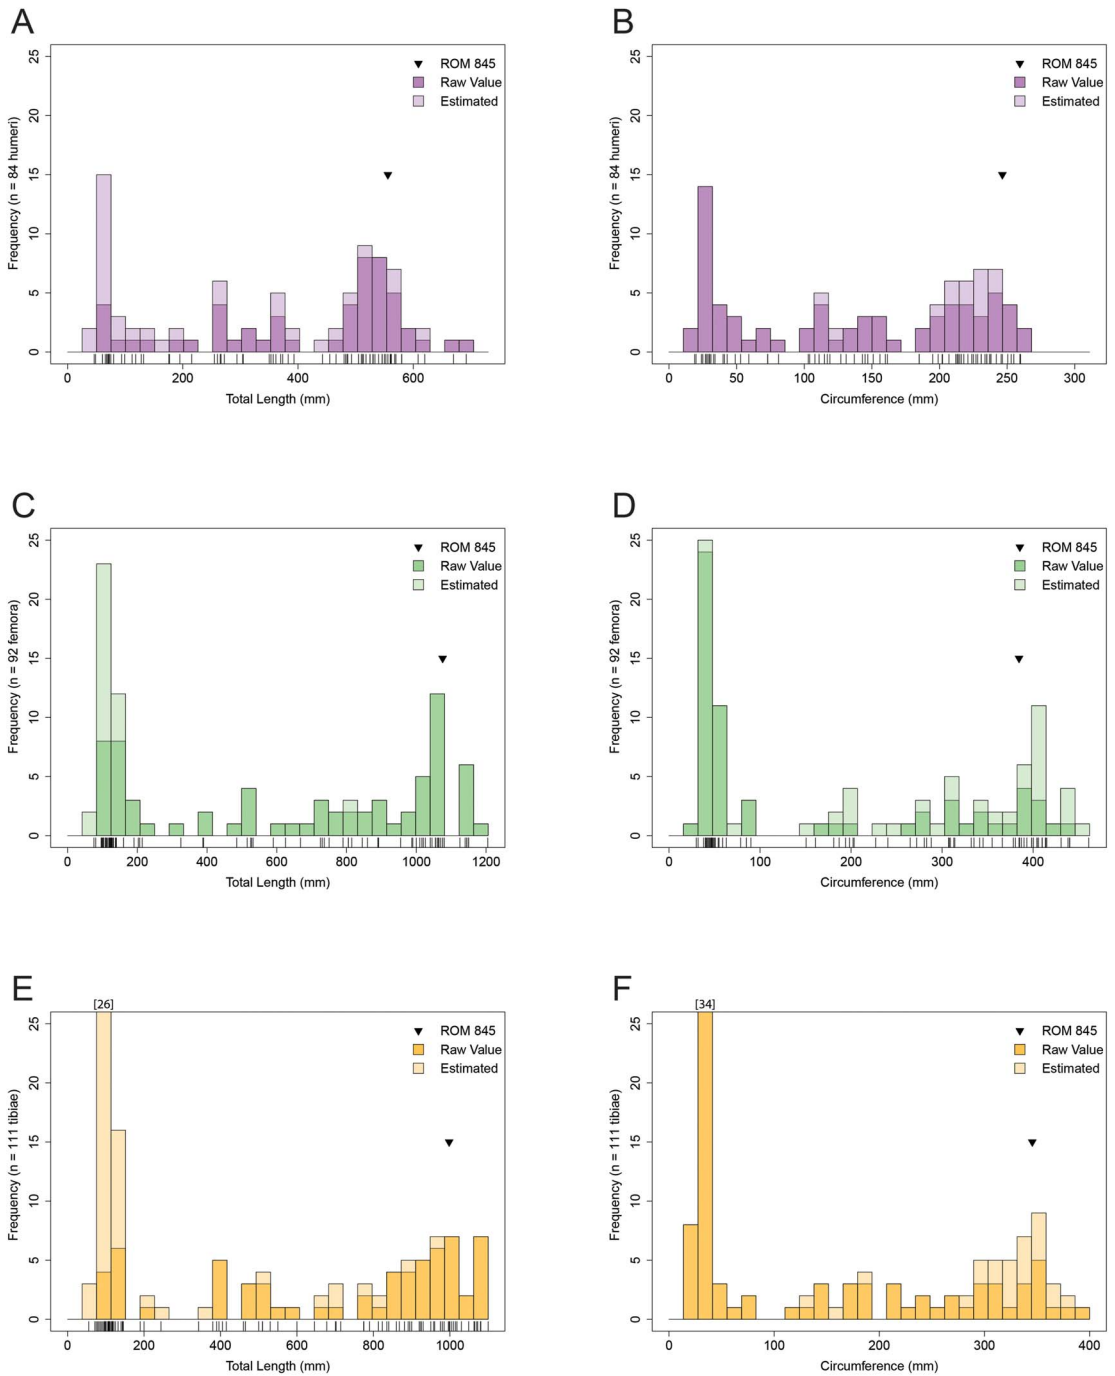 A
25
20
15
10
5
0
Frequency (n = 84 humeri)
ROM 845
Raw Value
Estimated
0 200 400 600
Total Length (mm)
B
25
20
15
10
5
0
Frequency (n = 84 humeri)
ROM 845
Raw Value
Estimated
0 50 100 150 200 250 300
Circumference (mm)
C
25
20
15
10
5
0
Frequency (n = 92 femora)
ROM 845
Raw Value
Estimated
0 200 400 600 800 1000 1200
Total Length (mm)
D
25
20
15
10
5
0
Frequency (n = 92 femora)
ROM 845
Raw Value
Estimated
0 100 200 300 400
Circumference (mm)
E
[26]
25
20
15
10
5
0
Frequency (n = 111 tibiae)
ROM 845
Raw Value
Estimated
0 200 400 600 800 1000
Total Length (mm)
F
[34]
25
20
15
10
5
0
Frequency (n = 111 tibiae)
ROM 845
Raw Value
Estimated
0 100 200 300 400
Circumference (mm)